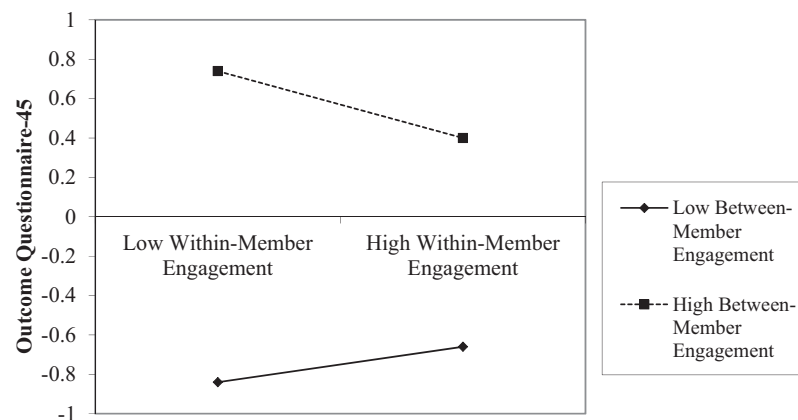 1
0.8
0.6
0.4
0.2
0
-0.2
-0.4
-0.6
-0.8
-1
Outcome Questionnaire-45
Low Within-Member
Engagement
High Within-Member
Engagement
Low Between-
Member
Engagement
High Between-
Member
Engagement